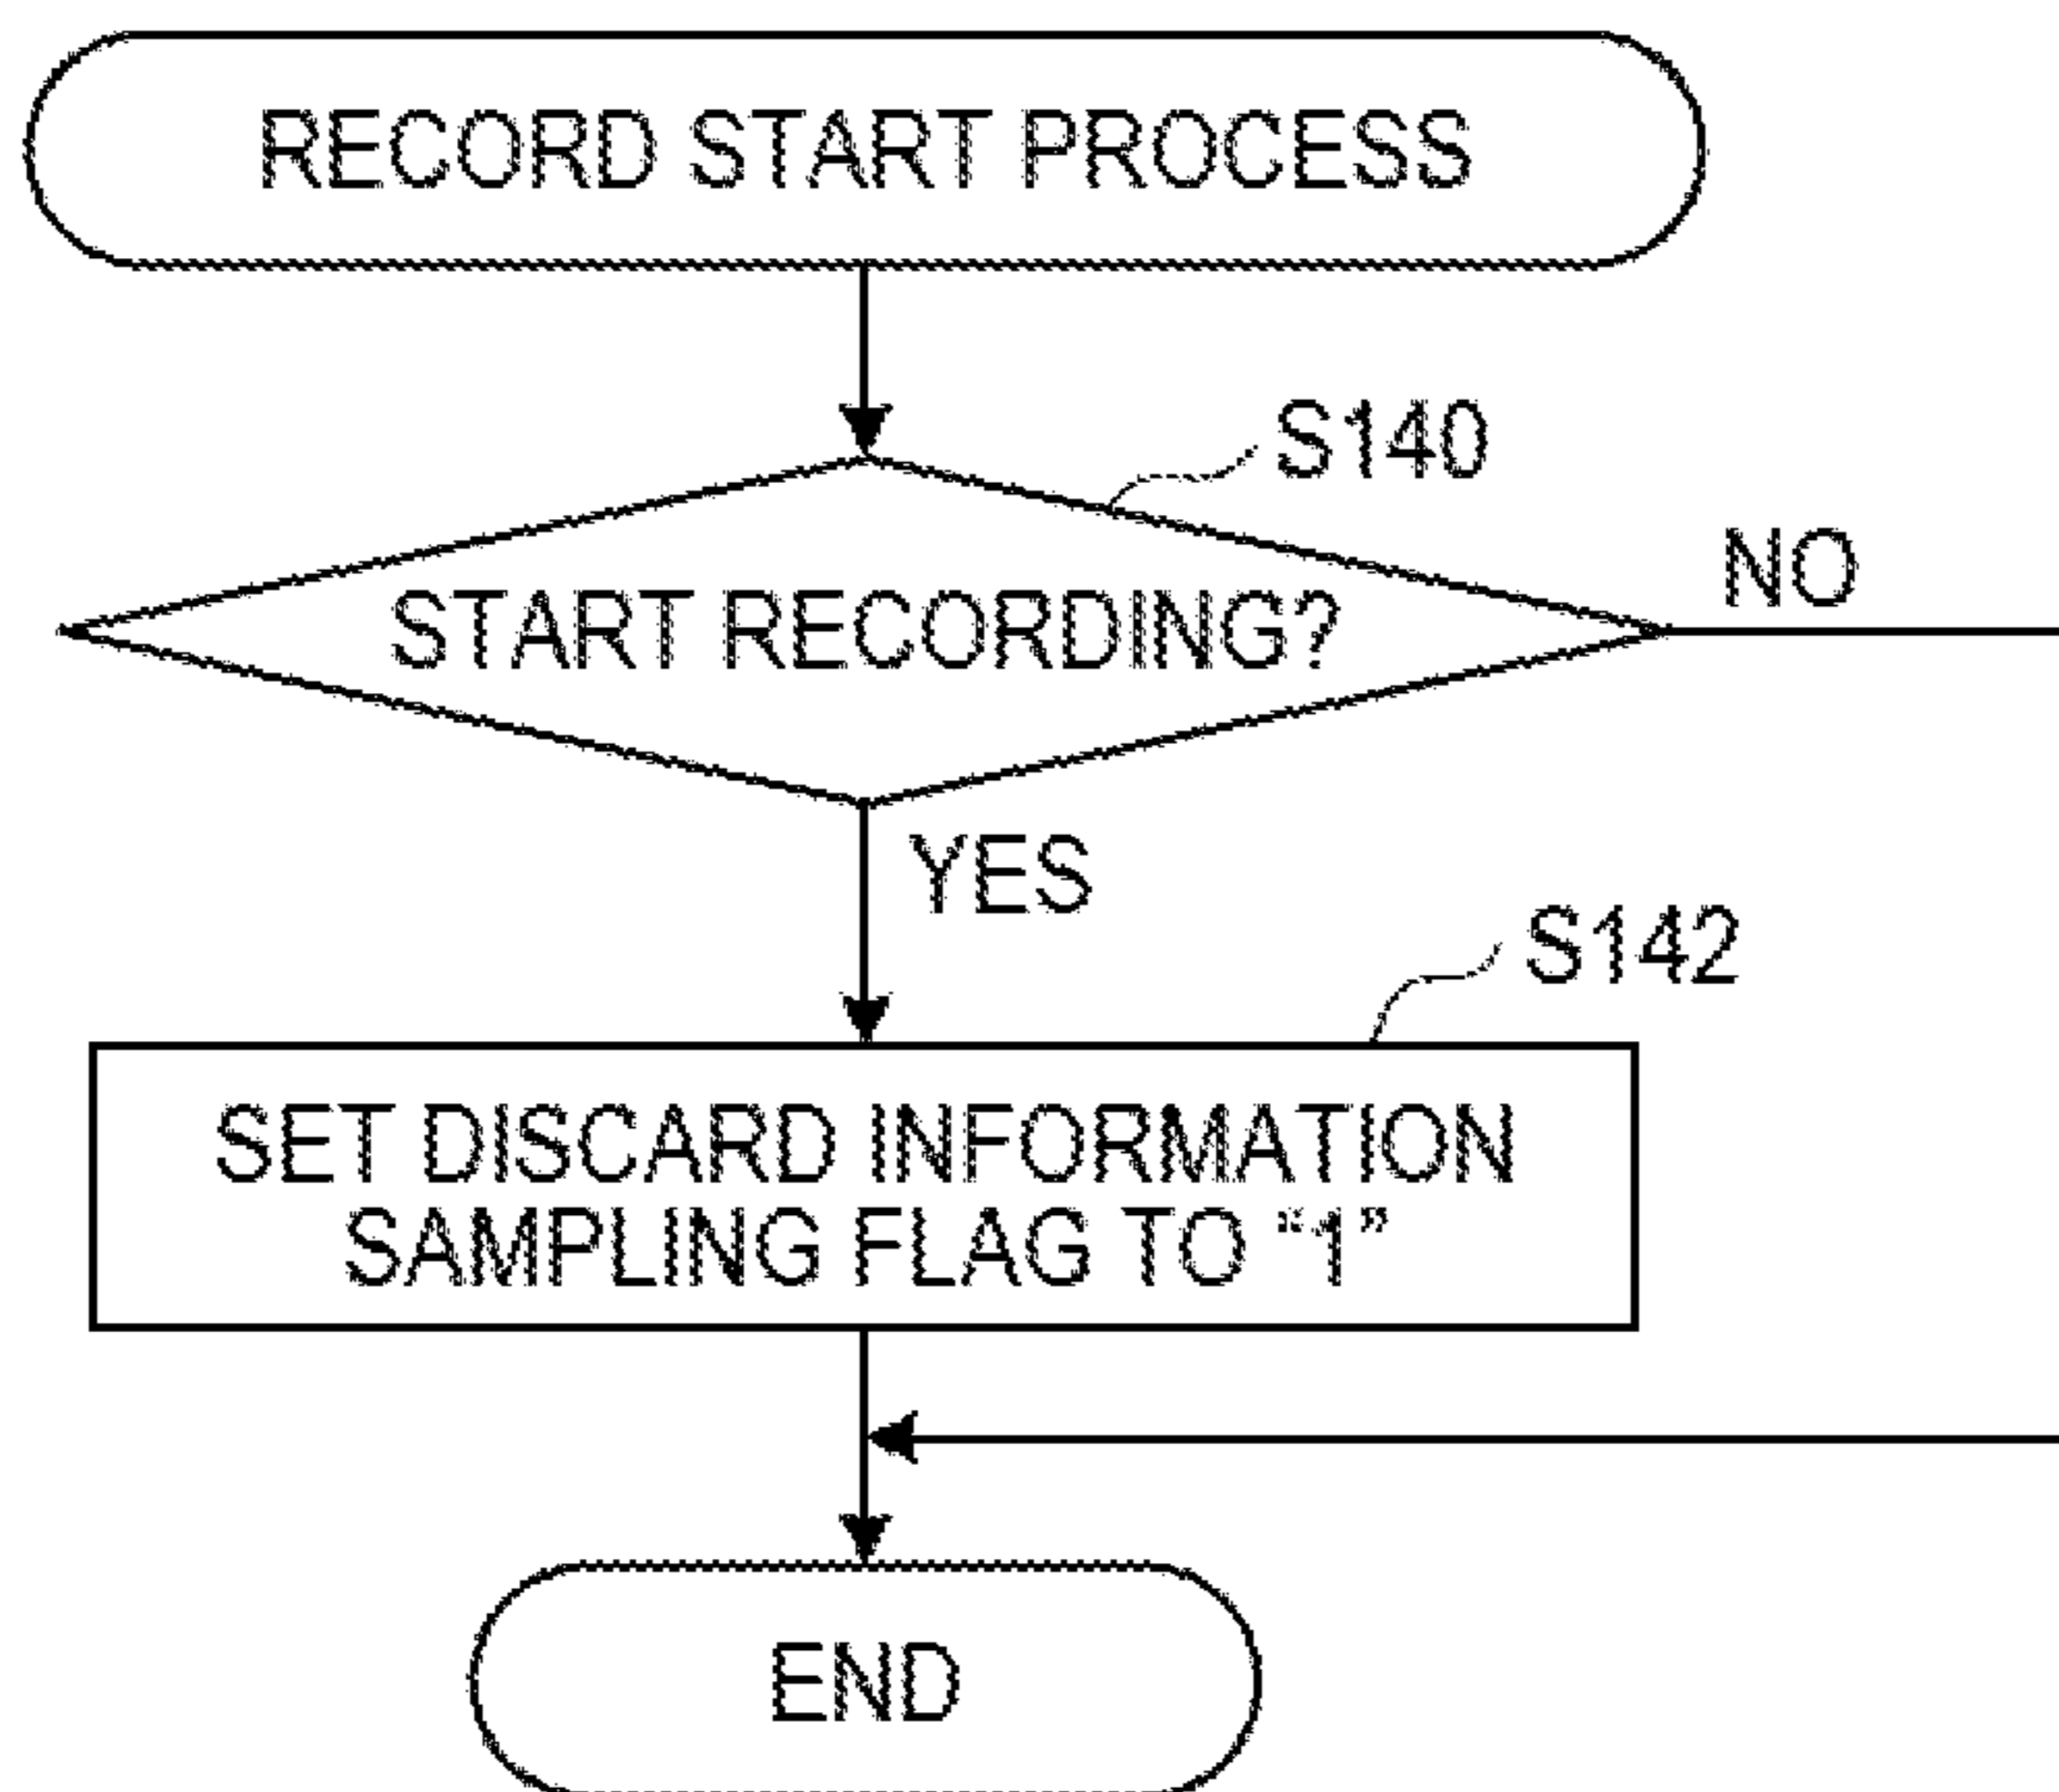 RECORD START PROCESS
S140
NO
START RECORDING?
YES
S142
SET DISCARD INFORMATION
SAMPLING FLAG TO “1”
END